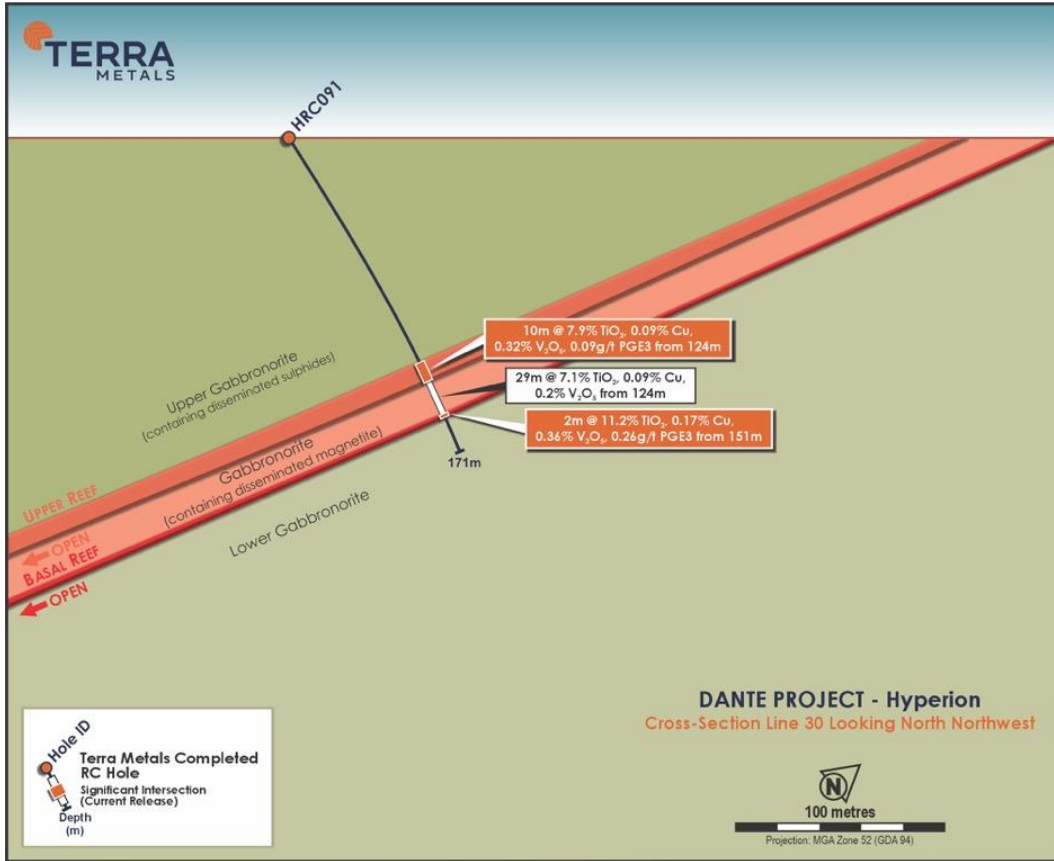 TERRA
METALS
HRC091
10m @ 7.9% TiO₂, 0.09% Cu,
0.32% V₂O₅, 0.09g/t PGE3 from 124m
29m @ 7.1% TiO₂, 0.09% Cu,
0.2% V₂O₅ from 124m
2m @ 11.2% TiO₂, 0.17% Cu,
0.36% V₂O₅, 0.26g/t PGE3 from 151m
171m
Upper Gabbronorite
(containing disseminated sulphides)
Gabbronorite
(containing disseminated magnetite)
Lower Gabbronorite
UPPER REEF
OPEN
BASAL REEF
OPEN
DANTE PROJECT - Hyperion
Cross-Section Line 30 Looking North Northwest
Hole ID
Terra Metals Completed
RC Hole
Significant Intersection
(Current Release)
Depth
(m)
N
100 metres
Projection: MGA Zone 52 (GDA 94)